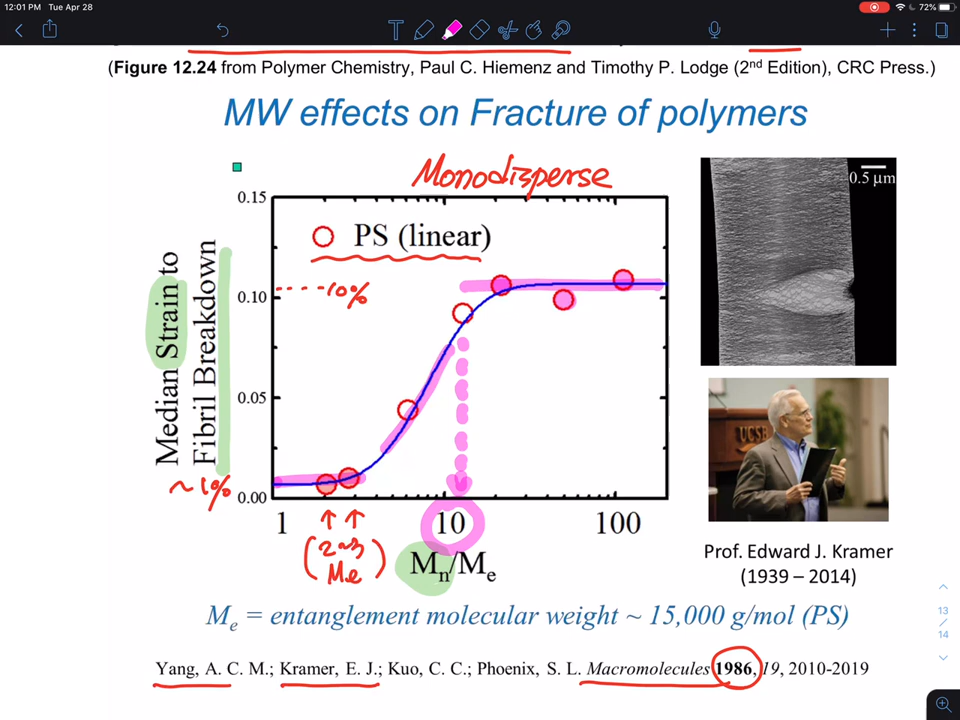 12:01 PM Tue Apr 28
72%
(Figure 12.24 from Polymer Chemistry, Paul C. Hiemenz and Timothy P. Lodge (2nd Edition), CRC Press.)
MW effects on Fracture of polymers
Monodisperse
0.5 μm
0.15
PS (linear)
0.10
10%
0.05
0.00
~1%
Median Strain to
Fibril Breakdown
1
10
100
(2~3
Me)
Mn/Me
UCSB
Prof. Edward J. Kramer
(1939 – 2014)
Me = entanglement molecular weight ~ 15,000 g/mol (PS)
13
/
14
Yang, A. C. M.; Kramer, E. J.; Kuo, C. C.; Phoenix, S. L. Macromolecules 1986, 19, 2010-2019